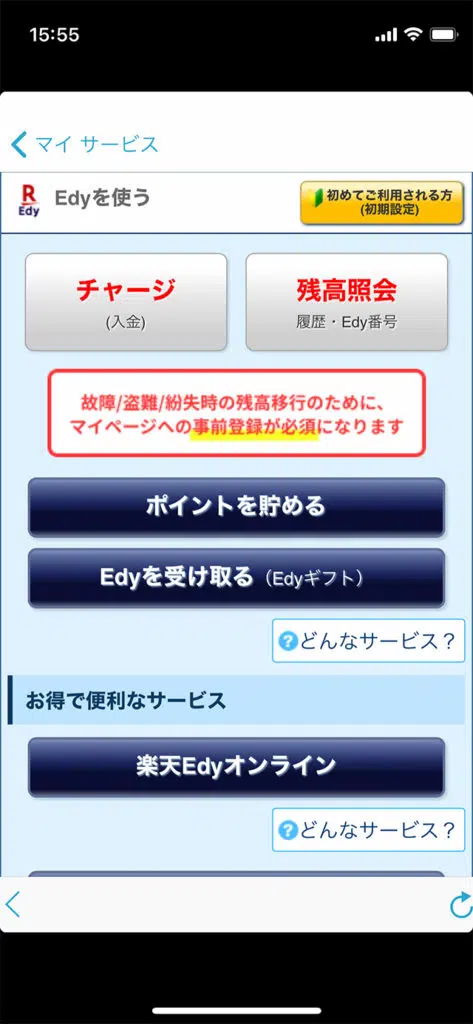 15:55
マイ サービス
R
Edy
Edyを使う
初めてご利用される方
(初期設定)
チャージ
(入金)
残高照会
履歴・Edy番号
故障/盗難/紛失時の残高移行のために、
マイページへの事前登録が必須になります
ポイントを貯める
Edyを受け取る（Edyギフト）
?どんなサービス？
お得で便利なサービス
楽天Edyオンライン
?どんなサービス？